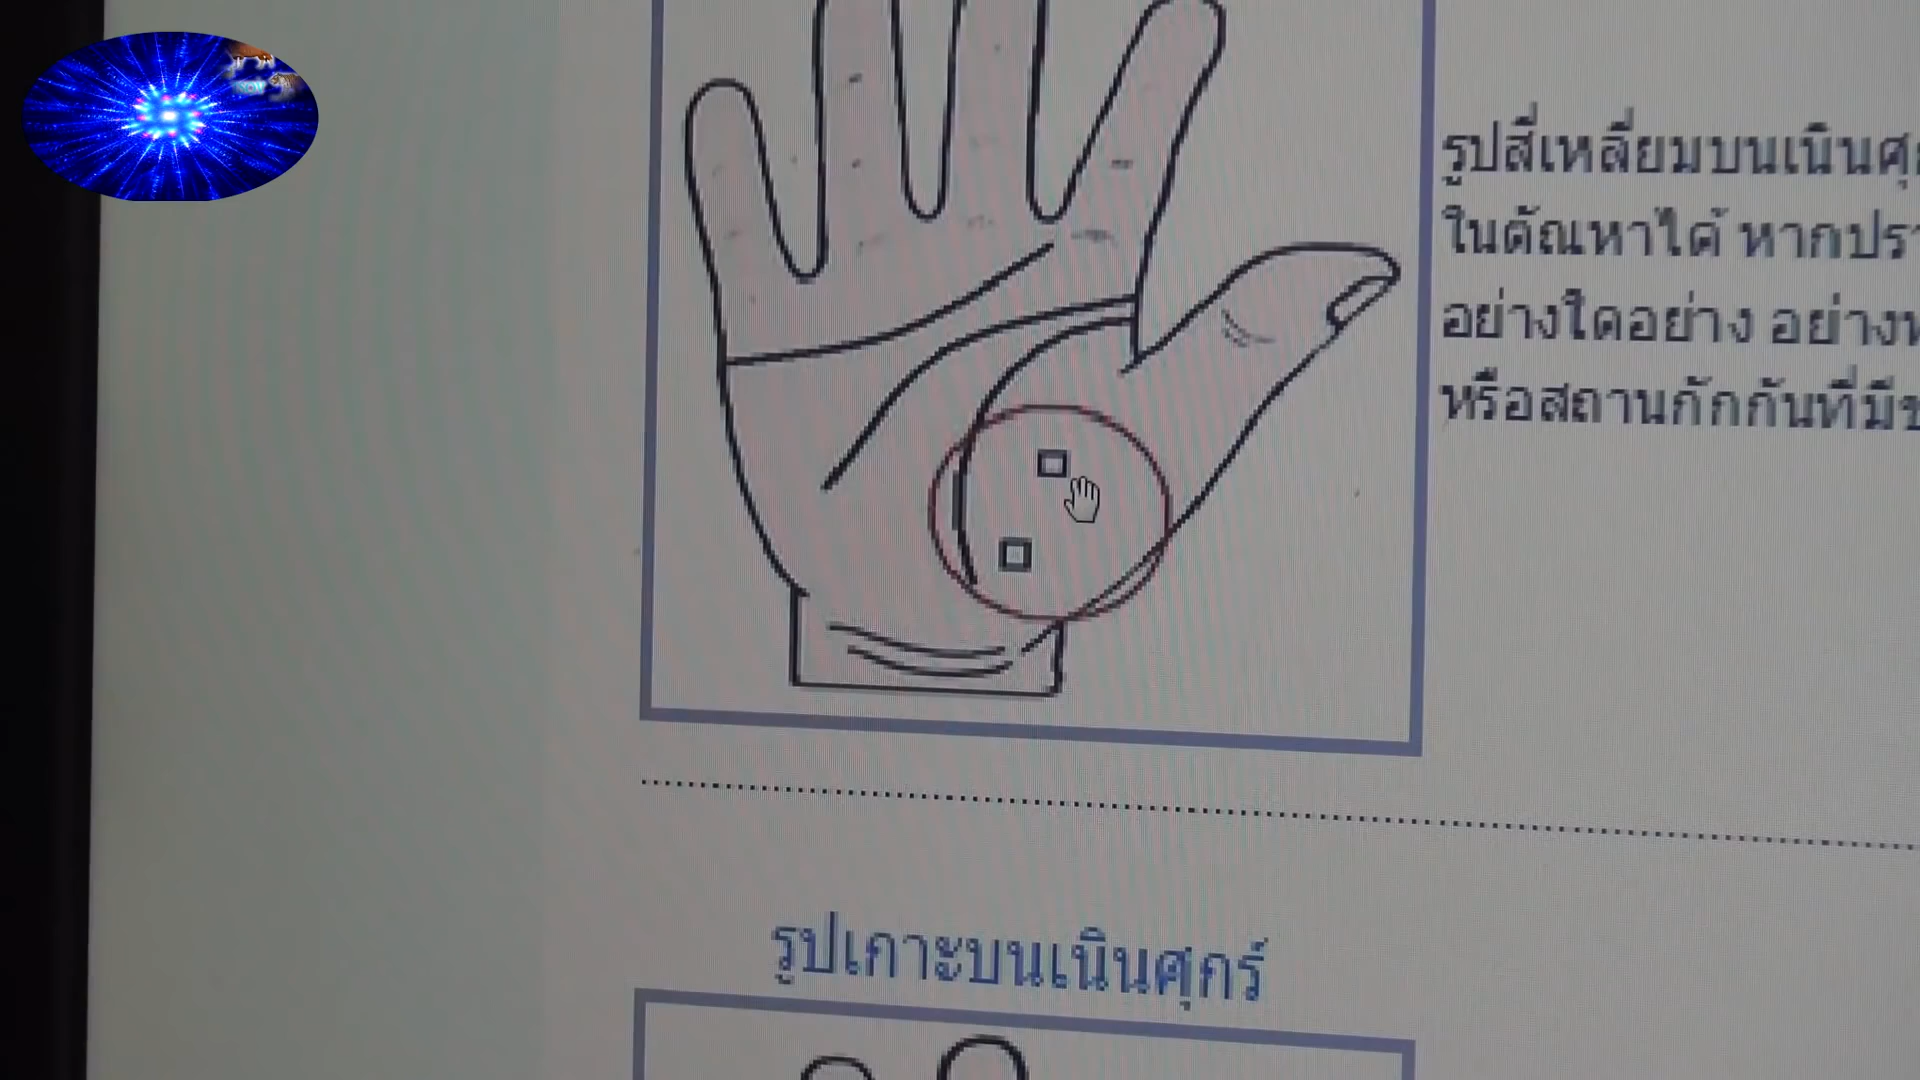 รูปสี่เหลี่ยมบนเนินศุ
ในตัณหาได้ หากปรา
อย่างใดอย่าง อย่าง
หรือสถานกักกันที่มี
รูปเกาะบนเนินศุกร์